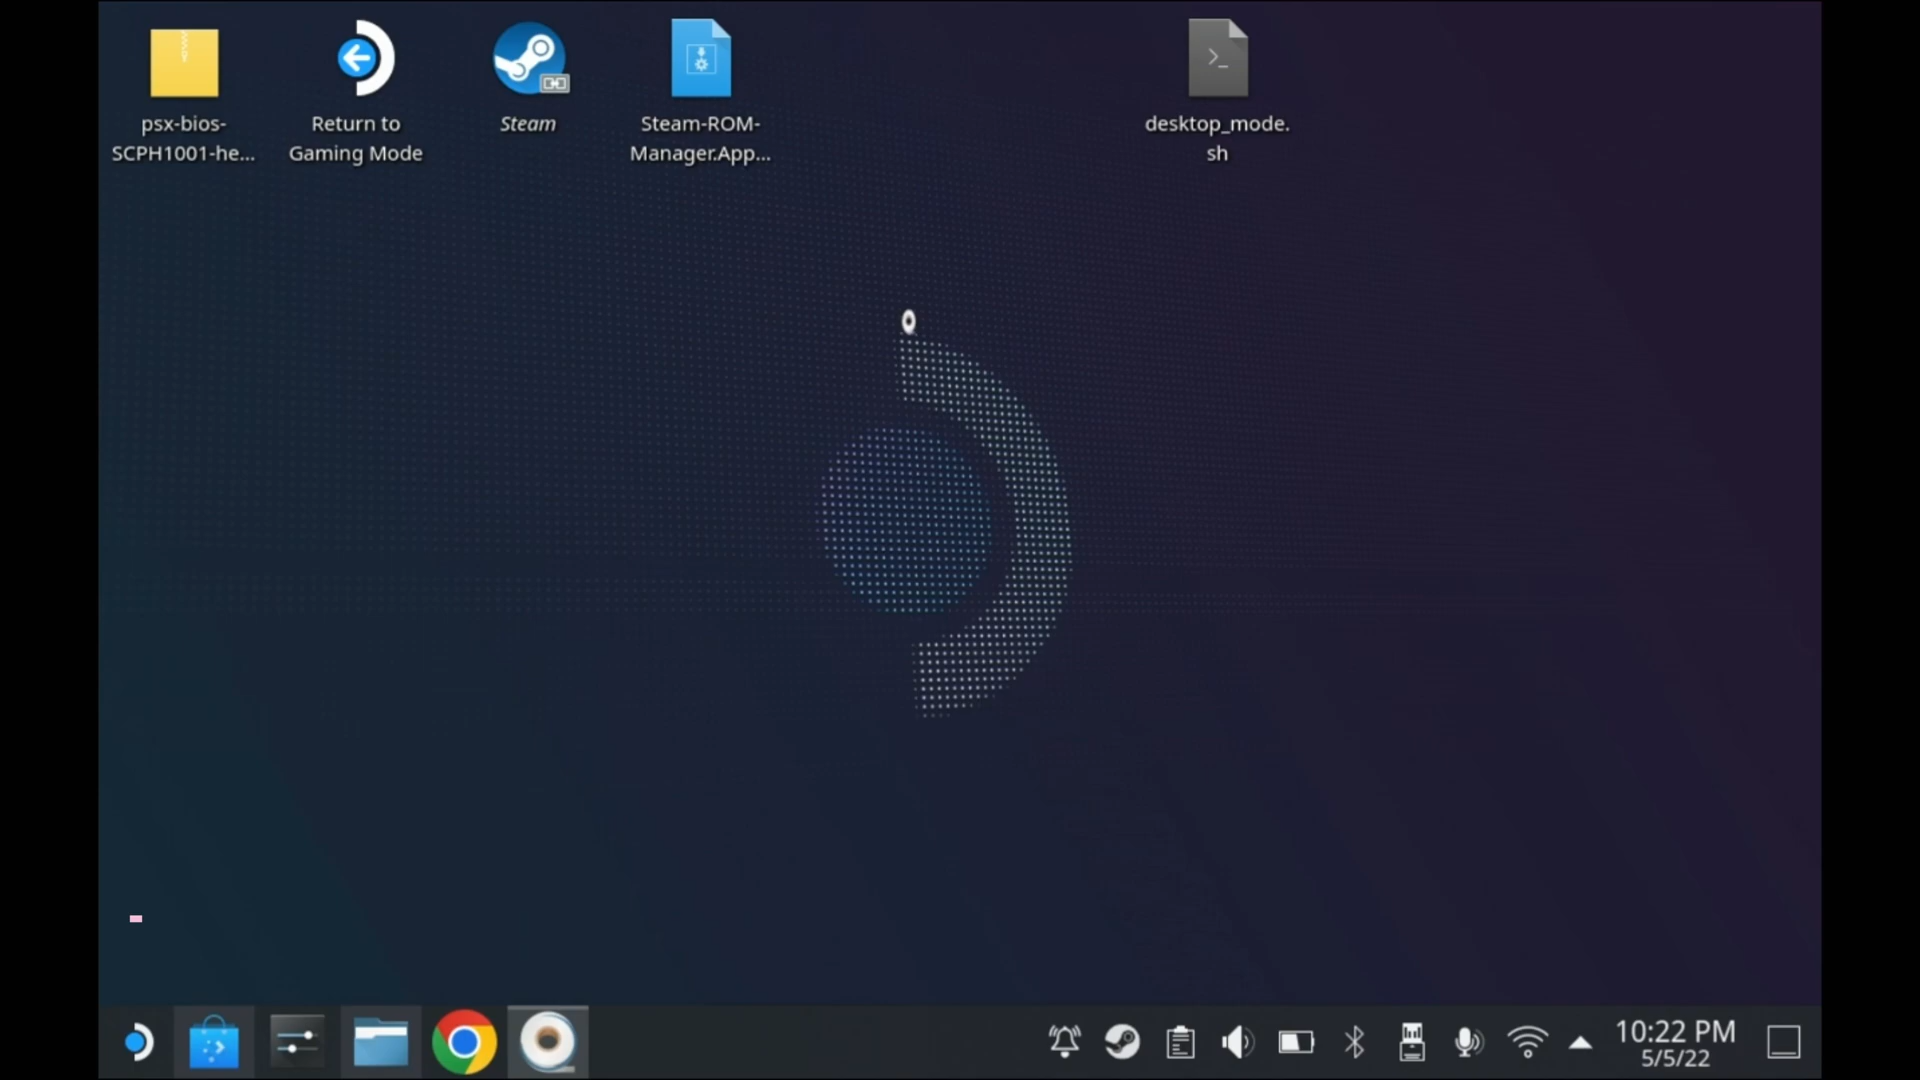 psx-bios-
SCPH1001-he...
Return to
Gaming Mode
Steam
Steam-ROM-
Manager.App...
desktop_mode.
sh
10:22 PM
5/5/22